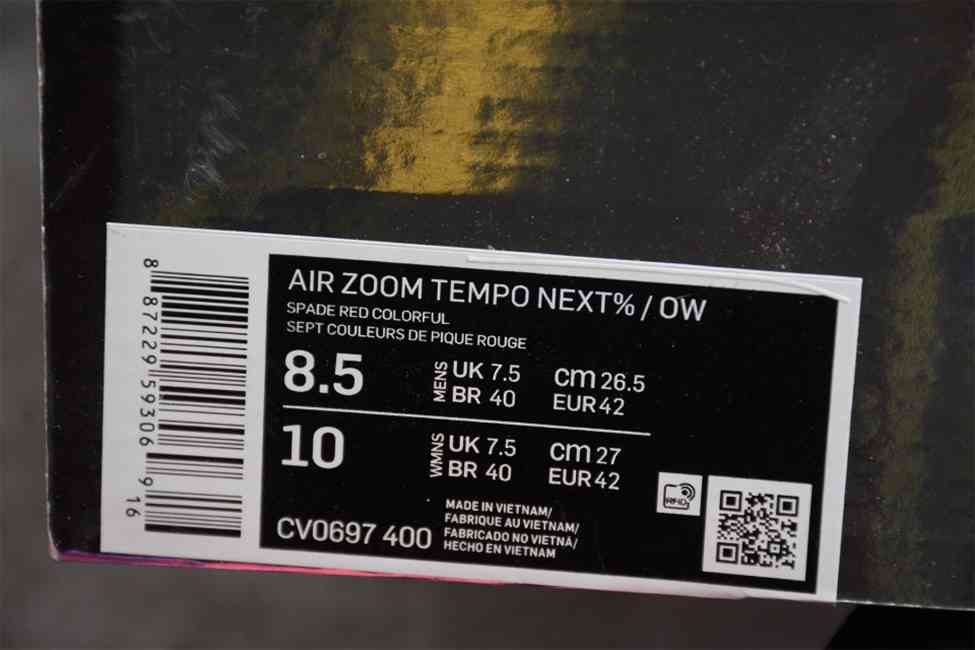 8 87229 59306 9 16
AIR ZOOM TEMPO NEXT% / OW
SPADE RED COLORFUL
SEPT COULEURS DE PIQUE ROUGE
8.5 MENS UK 7.5 cm 26.5
BR 40 EUR 42
10 WMNS UK 7.5 cm 27
BR 40 EUR 42
CV0697 400
MADE IN VIETNAM/
FABRIQUE AU VIETNAM/
FABRICADO NO VIETNÃ/
HECHO EN VIETNAM
RFID